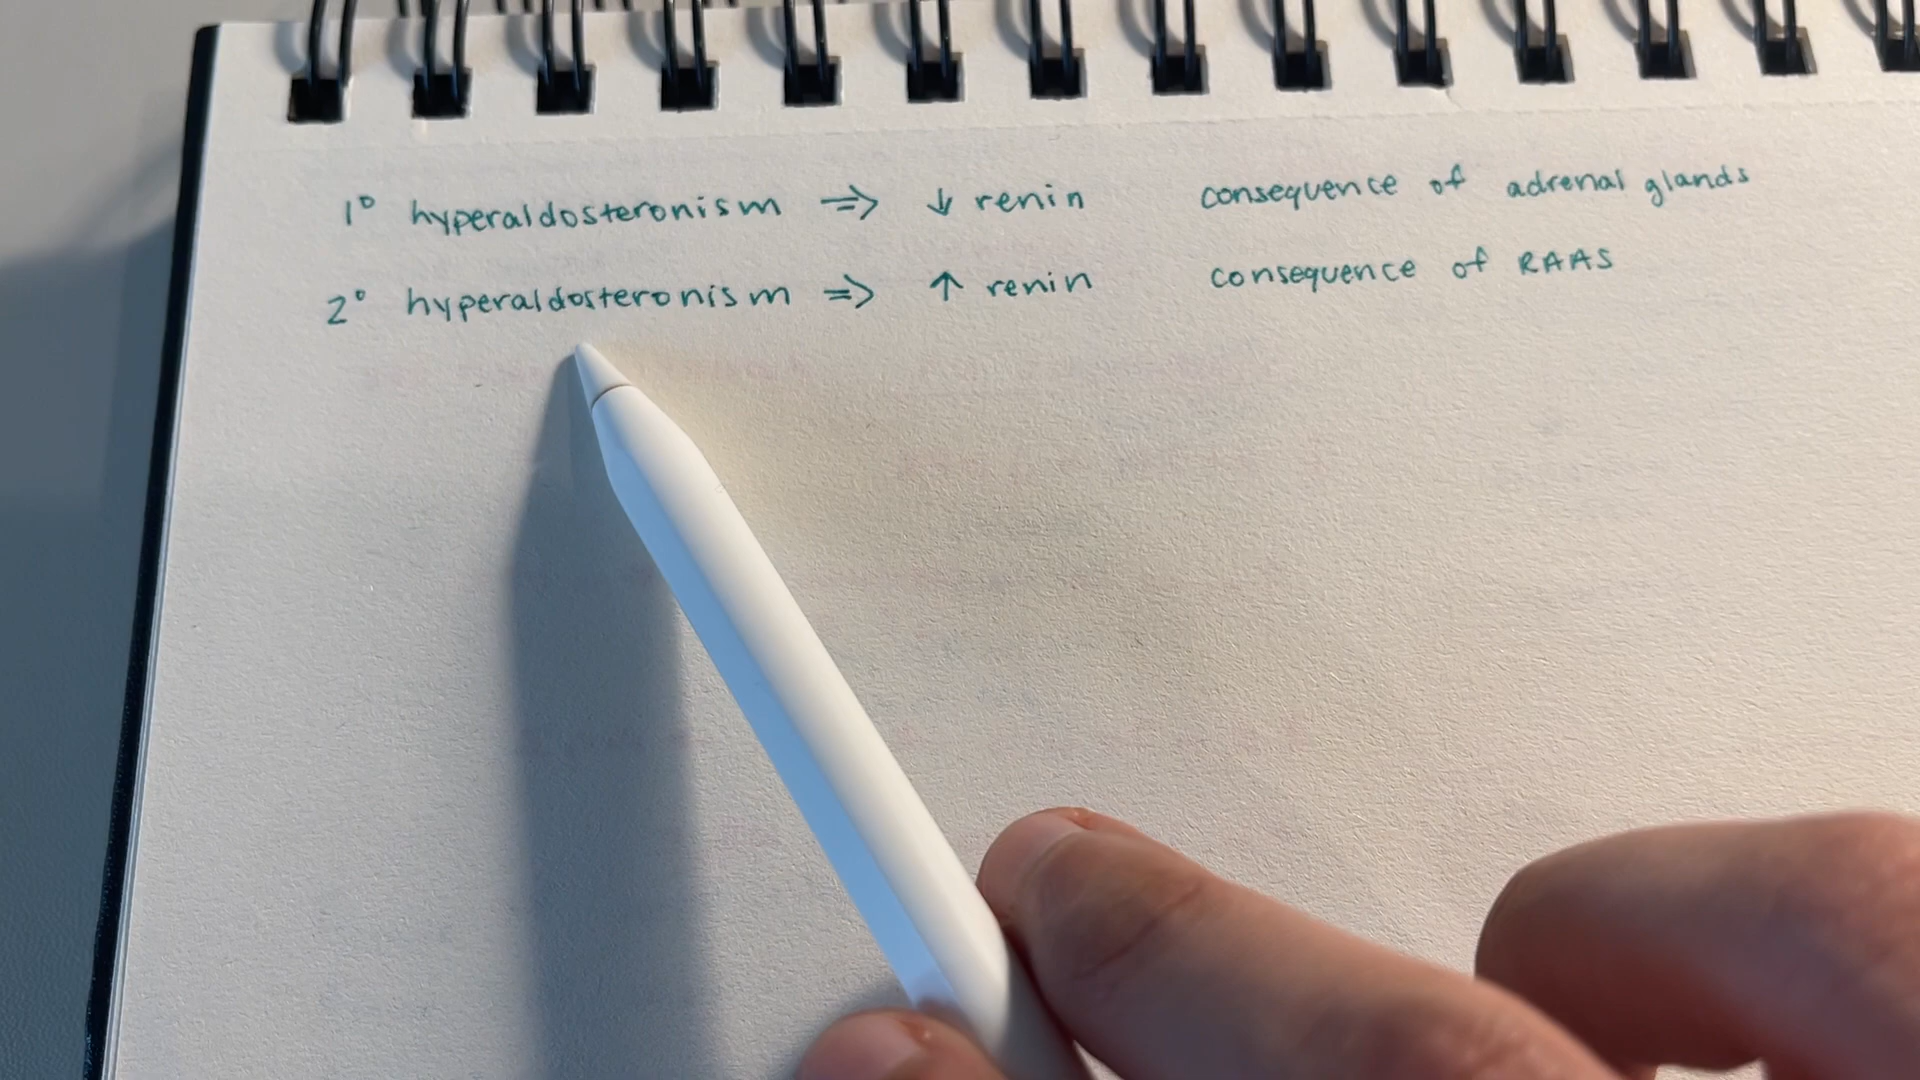 1° hyperaldosteronism => ↓ renin consequence of adrenal glands
2° hyperaldosteronism => ↑ renin consequence of RAAS